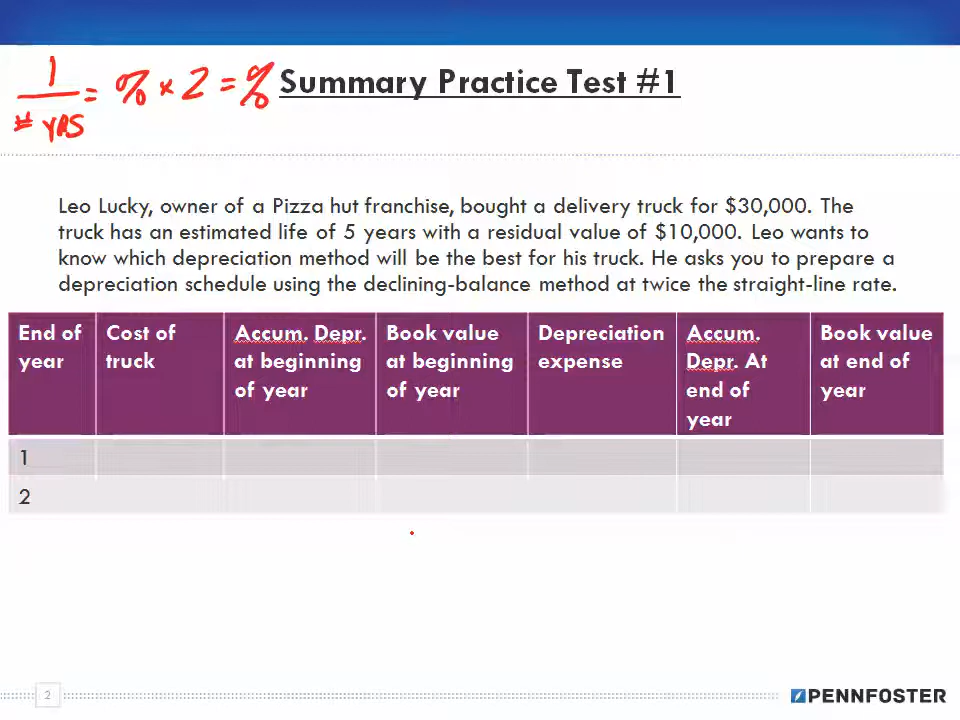 1
# YRS = % × 2 = %
Summary Practice Test #1
Leo Lucky, owner of a Pizza hut franchise, bought a delivery truck for $30,000. The
truck has an estimated life of 5 years with a residual value of $10,000. Leo wants to
know which depreciation method will be the best for his truck. He asks you to prepare a
depreciation schedule using the declining-balance method at twice the straight-line rate.
End of year
Cost of truck
Accum. Depr. at beginning of year
Book value at beginning of year
Depreciation expense
Accum. Depr. At end of year
Book value at end of year
1
2
2
PENNFOSTER